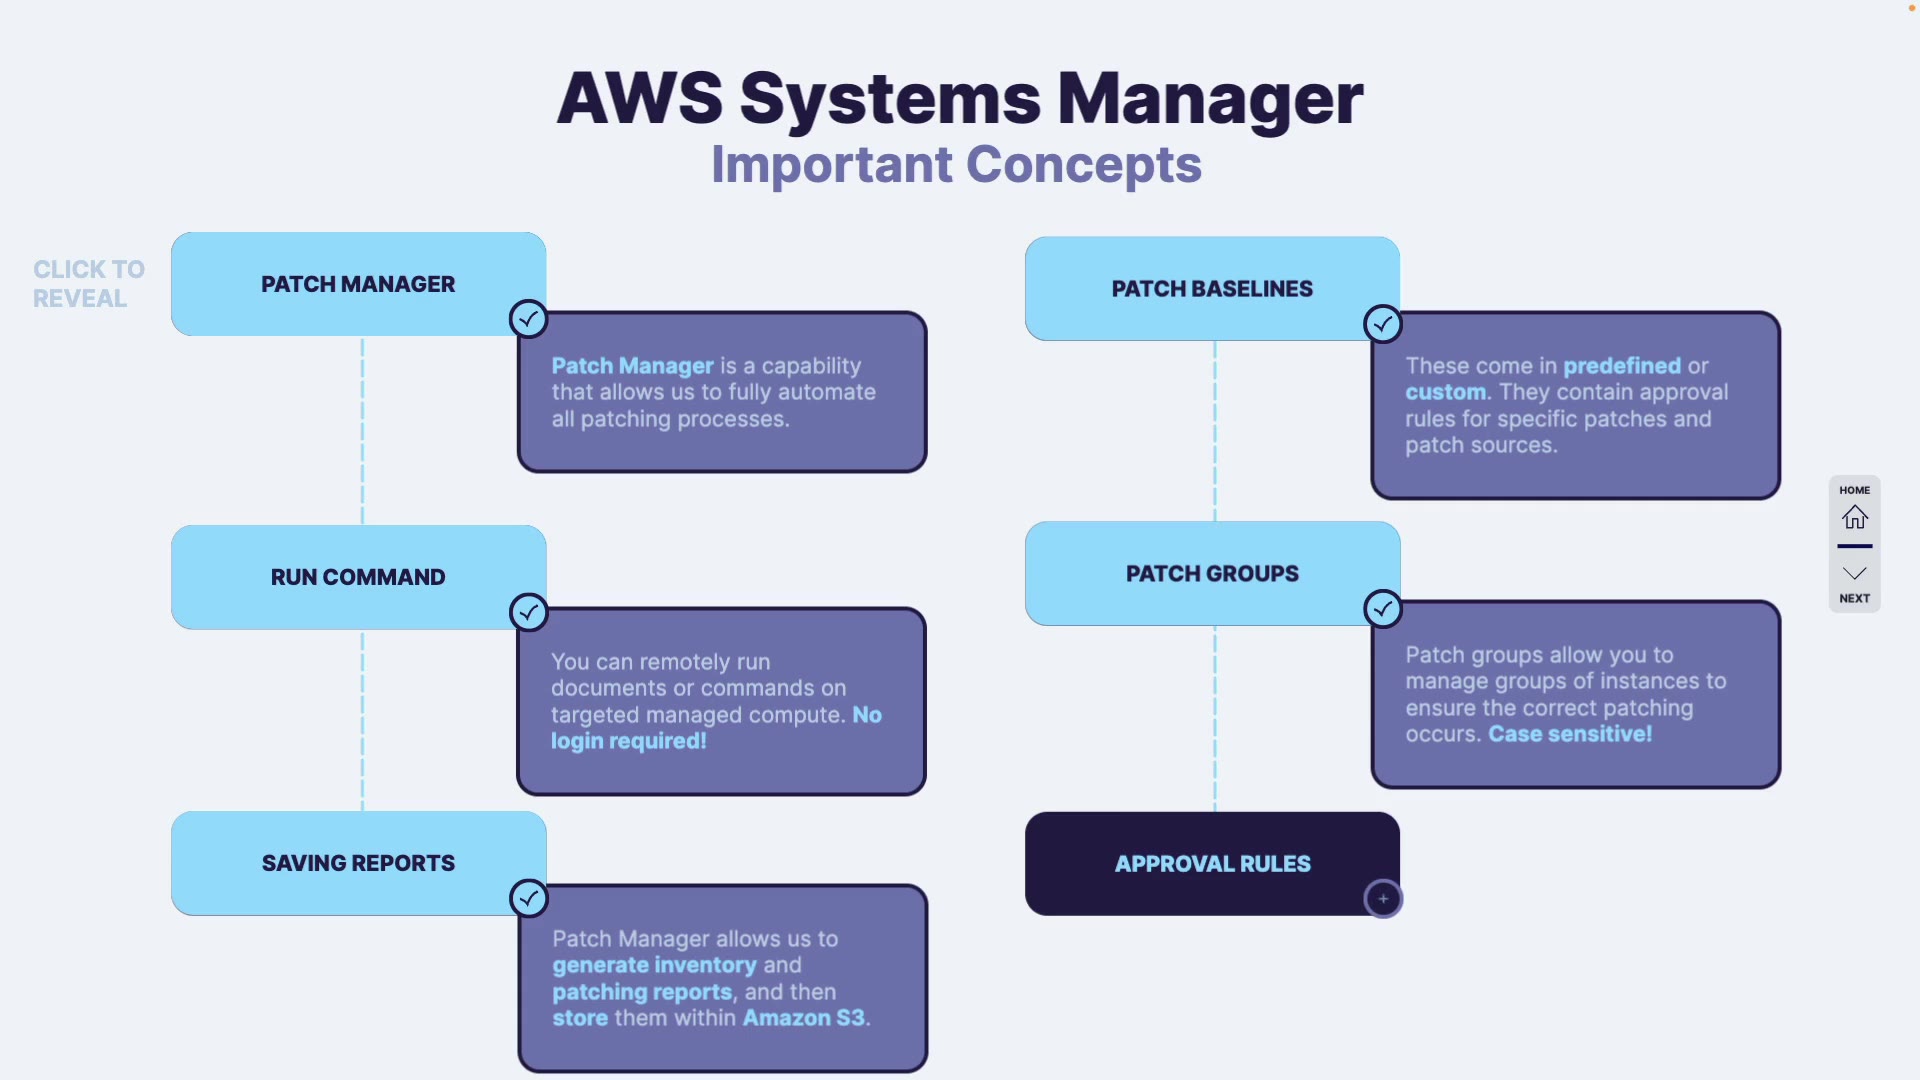 AWS Systems Manager
Important Concepts
CLICK TO
REVEAL
PATCH MANAGER
Patch Manager is a capability
that allows us to fully automate
all patching processes.
RUN COMMAND
You can remotely run
documents or commands on
targeted managed compute. No
login required!
SAVING REPORTS
Patch Manager allows us to
generate inventory and
patching reports, and then
store them within Amazon S3.
PATCH BASELINES
These come in predefined or
custom. They contain approval
rules for specific patches and
patch sources.
PATCH GROUPS
Patch groups allow you to
manage groups of instances to
ensure the correct patching
occurs. Case sensitive!
APPROVAL RULES
HOME
NEXT